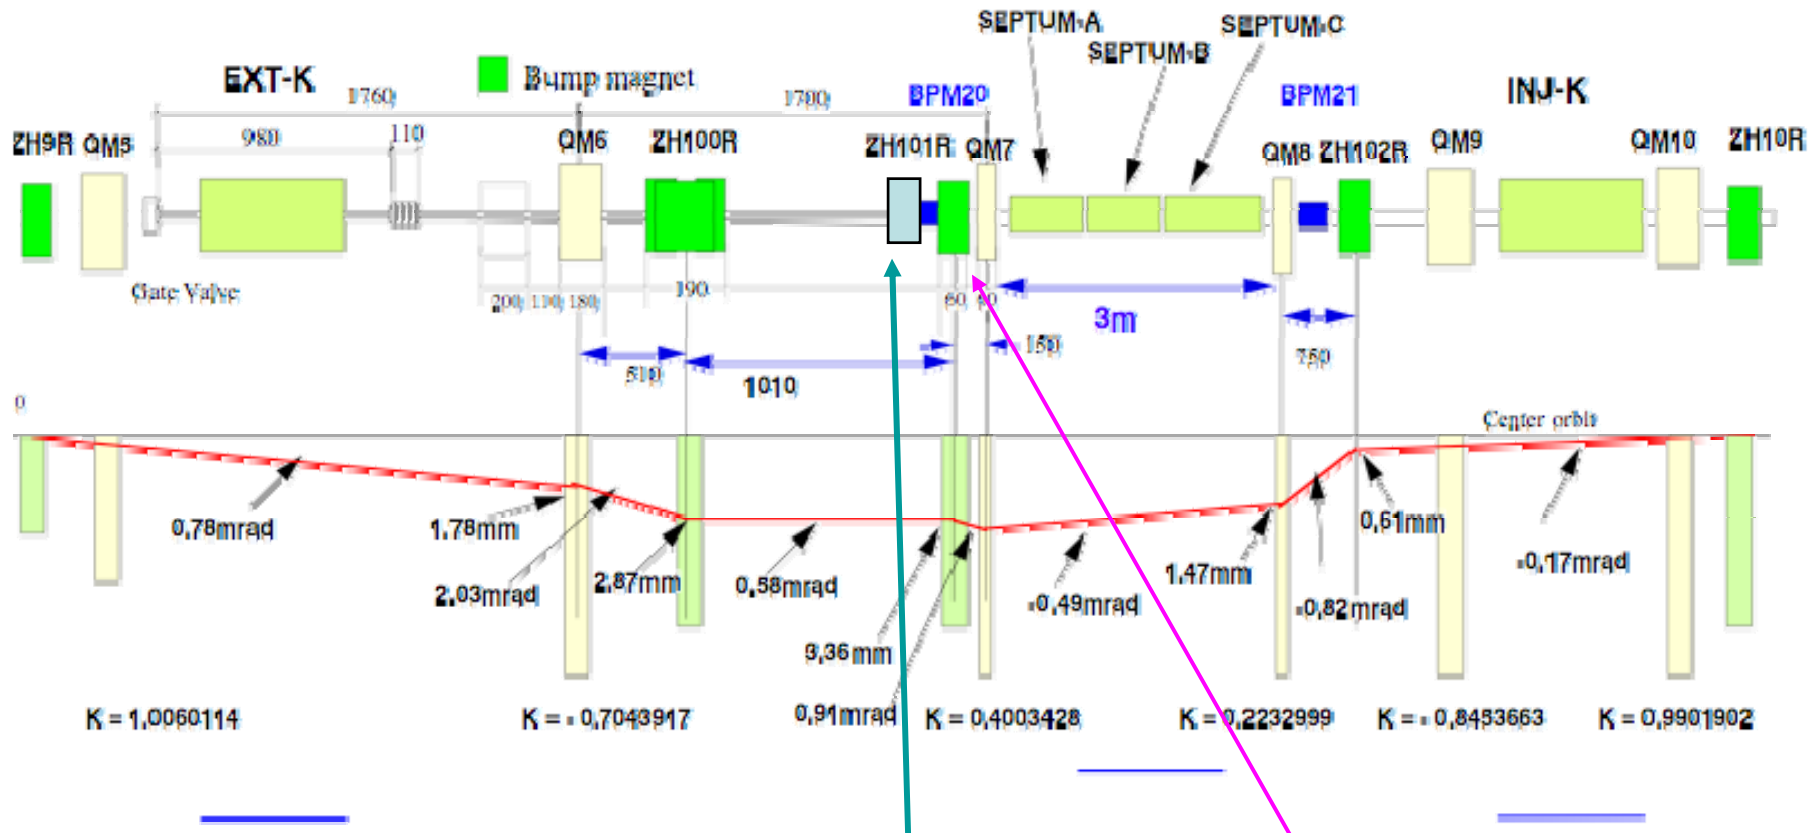 SEPTUM-A
SEPTUM-B
SEPTUM-C
EXT-K
Bump magnet
INJ-K
1760
1700
BPM20
BPM21
980
110
ZH9R
QM5
QM6
ZH100R
ZH101R
QM7
QM8
ZH102R
QM9
QM10
ZH10R
Gate Valve
200
180
190
60
3m
150
750
510
1010
0
Center orbit
0.78mrad
1.78mm
2.03mrad
2.87mm
0.58mrad
3.36mm
0.91mrad
-0.49mrad
1.47mm
-0.82mrad
0.61mm
-0.17mrad
K = 1.0060114
K = -0.7043917
K = 0.4003428
K = 0.2232999
K = -0.8453663
K = 0.9901902